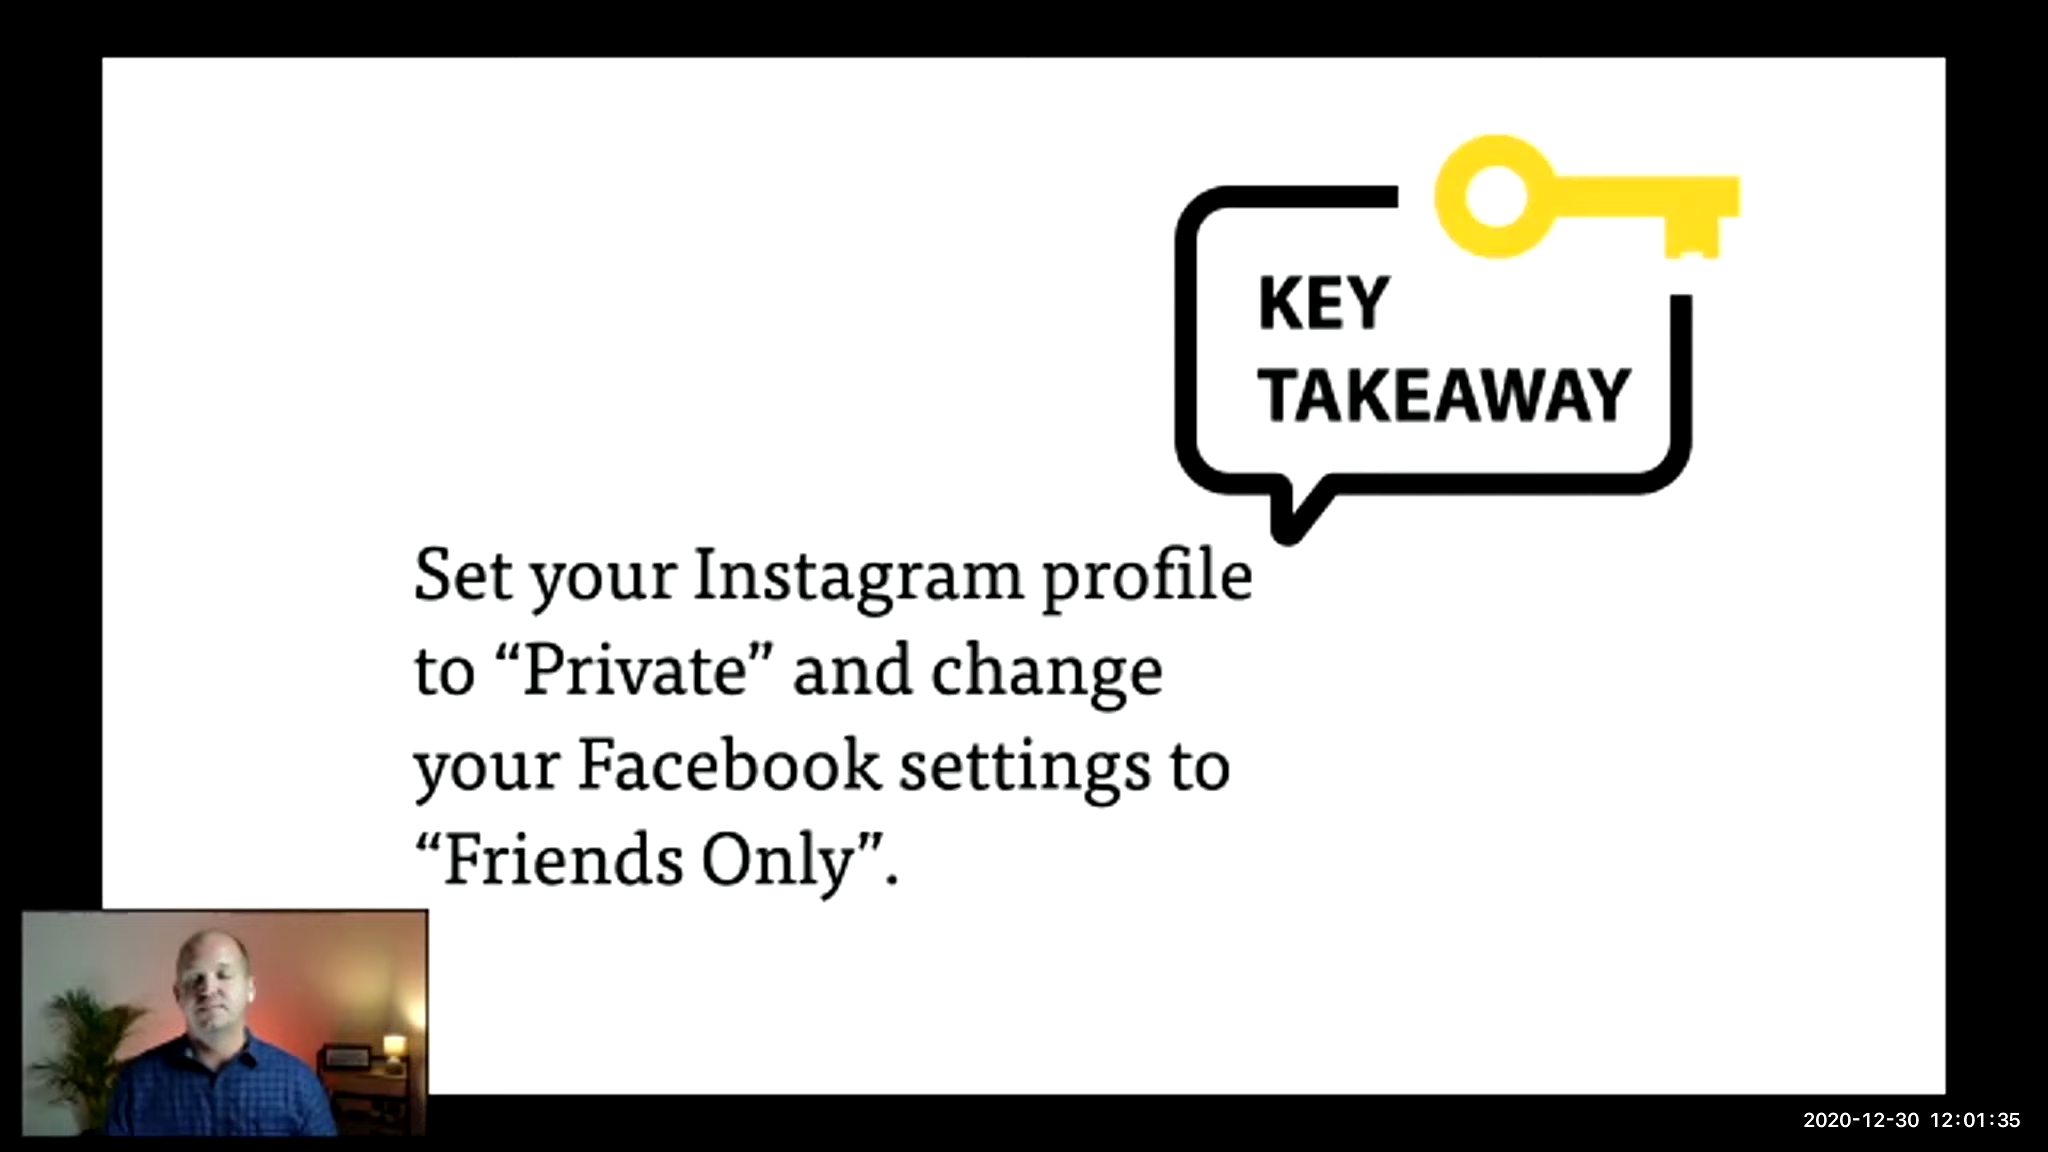 KEY
TAKEAWAY
Set your Instagram profile
to “Private” and change
your Facebook settings to
“Friends Only”.
2020-12-30 12:01:35